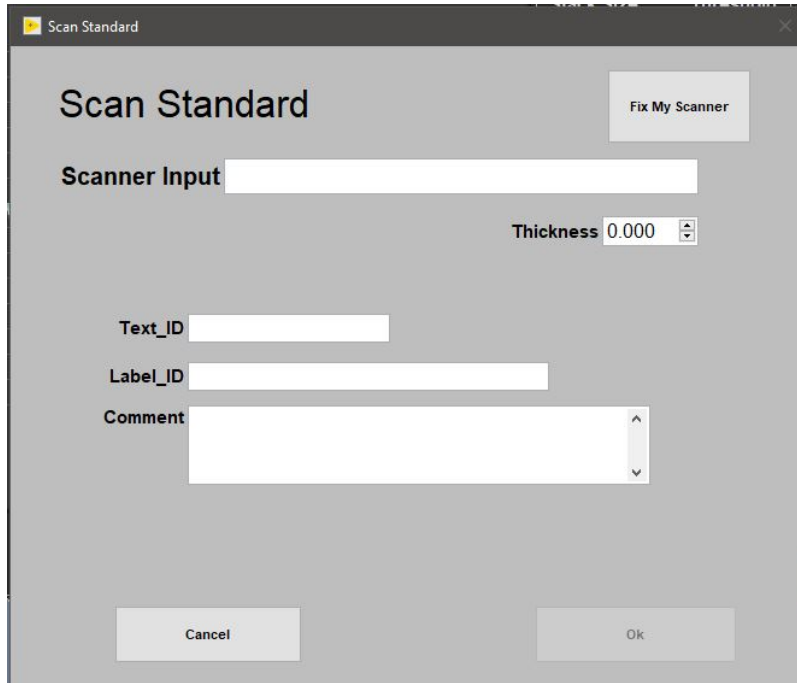 Scan Standard
Scan Standard
Fix My Scanner
Scanner Input
Thickness 0.000
Text_ID
Label_ID
Comment
Cancel
Ok